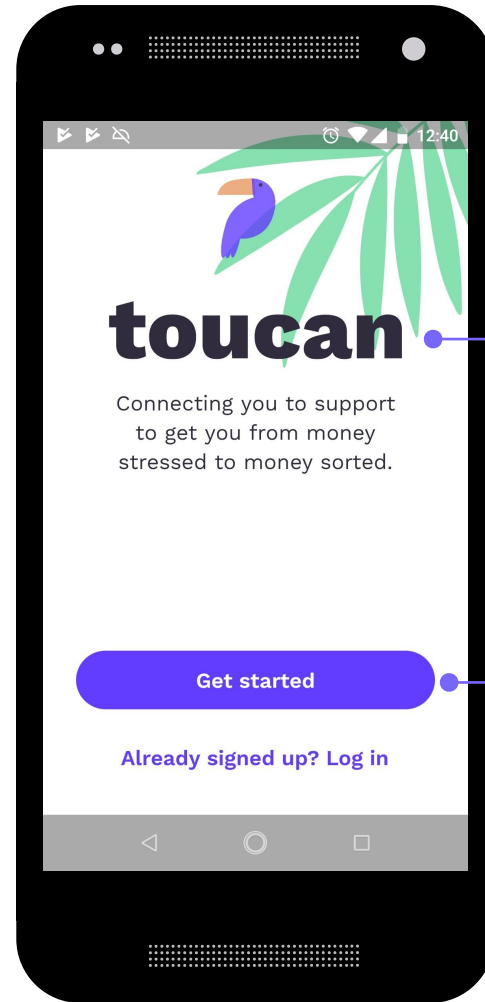 12:40
toucan
Connecting you to support
to get you from money
stressed to money sorted.
Get started
Already signed up? Log in